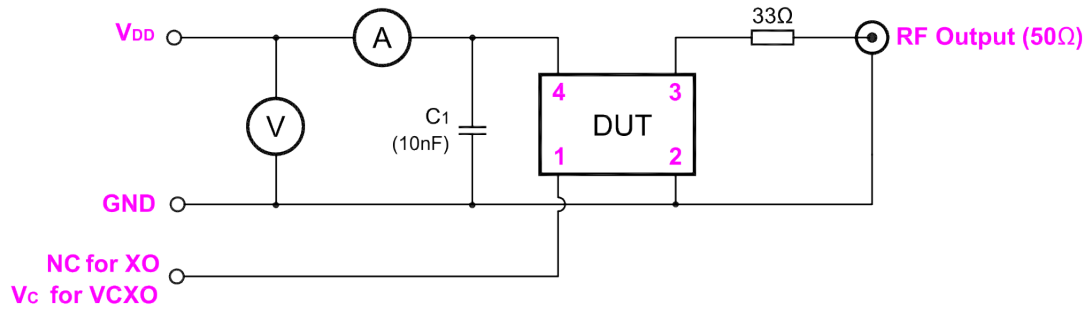 33Ω
VDD
A
RF Output (50Ω)
4
3
C1
(10nF)
V
DUT
1
2
GND
NC for XO
Vc for VCXO